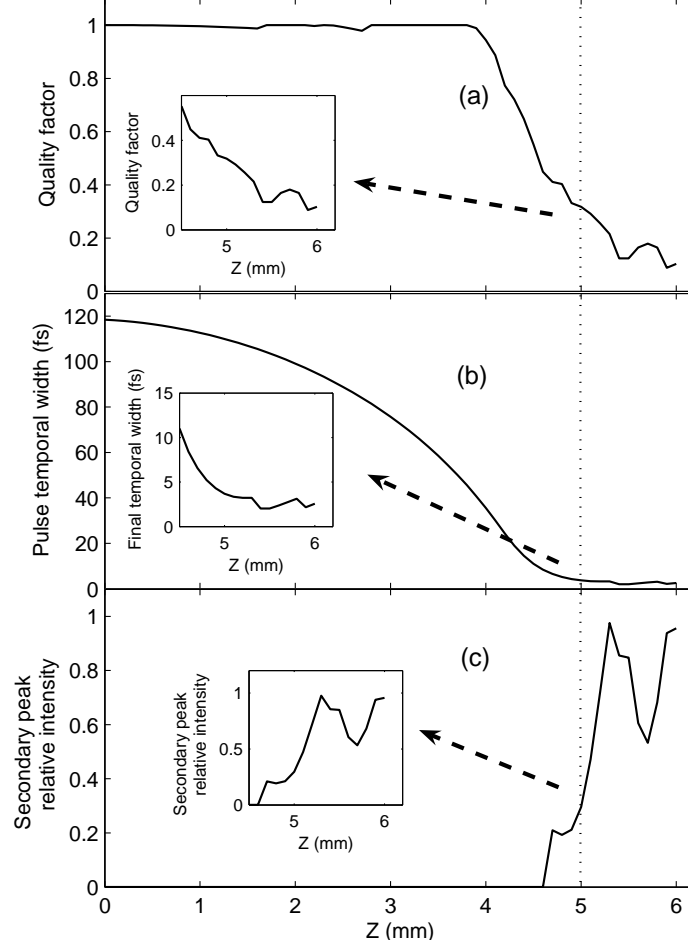 1
0.8
0.6
0.4
0.2
0
Quality factor
(a)
0.4
0.2
0
Quality factor
5
6
Z (mm)
120
100
80
60
40
20
0
Pulse temporal width (fs)
(b)
15
10
5
0
Final temporal width (fs)
5
6
Z (mm)
1
0.8
0.6
0.4
0.2
0
Secondary peak
relative intensity
(c)
1
0.5
0
Secondary peak
relative intensity
5
6
Z (mm)
0 1 2 3 4 5 6
Z (mm)